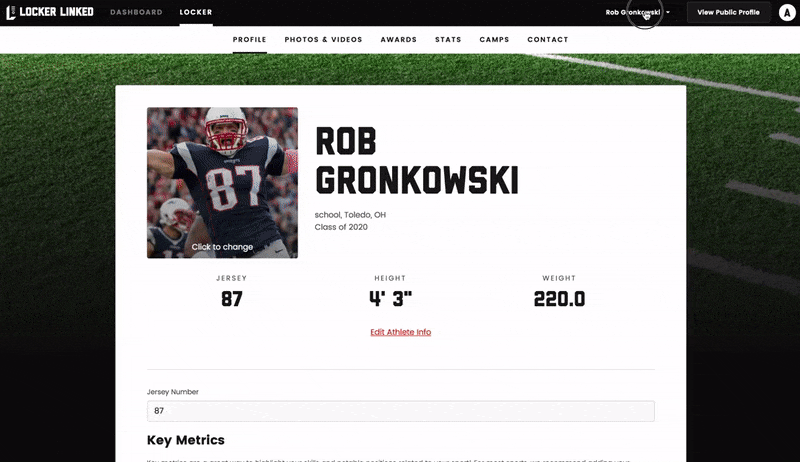 LOCKER LINKED
DASHBOARD
LOCKER
Rob Gronkowski
View Public Profile
A
PROFILE
PHOTOS & VIDEOS
AWARDS
STATS
CAMPS
CONTACT
PATRIOTS
87
Click to change
ROB
GRONKOWSKI
school, Toledo, OH
Class of 2020
JERSEY
HEIGHT
WEIGHT
87
4' 3"
220.0
Edit Athlete Info
Jersey Number
87
Key Metrics